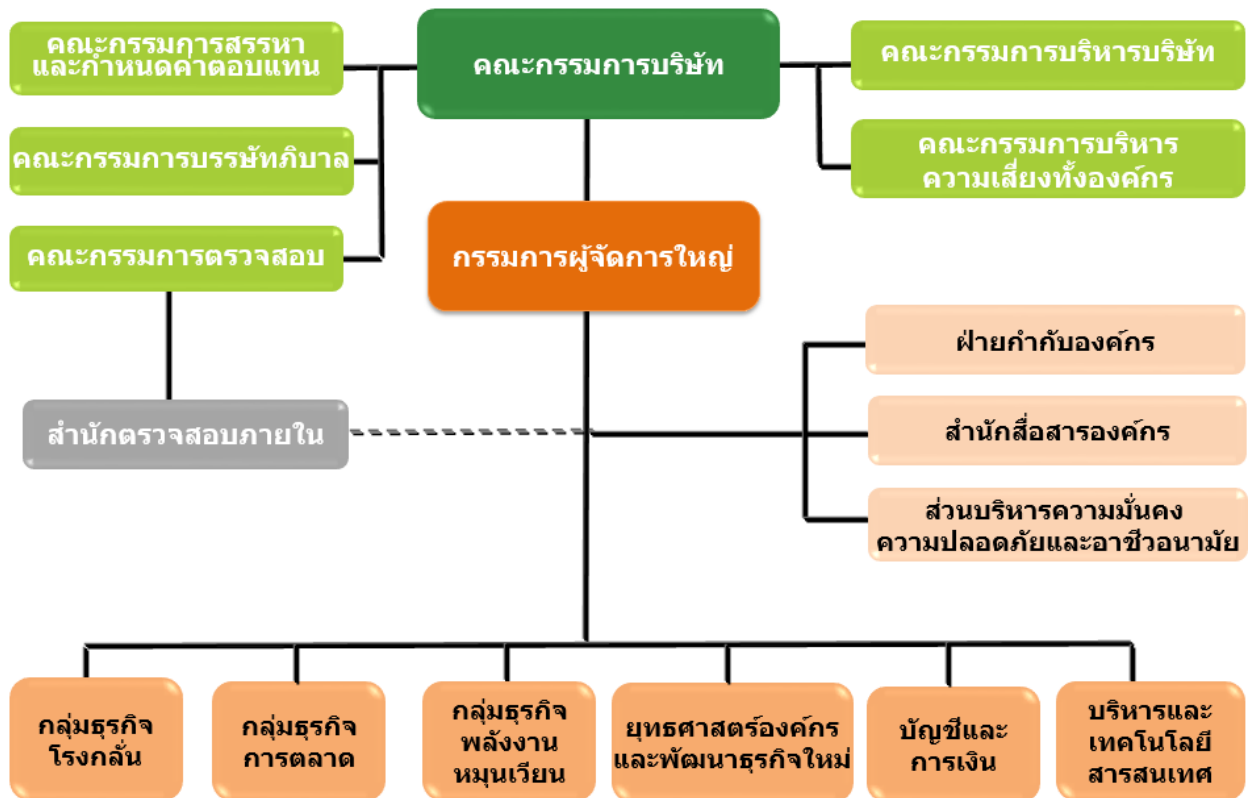 คณะกรรมการสรรหา
และกำหนดค่าตอบแทน
คณะกรรมการบริษัท
คณะกรรมการบริหารบริษัท
คณะกรรมการบรรษัทภิบาล
คณะกรรมการบริหาร
ความเสี่ยงทั้งองค์กร
คณะกรรมการตรวจสอบ
กรรมการผู้จัดการใหญ่
ฝ่ายกำกับองค์กร
สำนักตรวจสอบภายใน
สำนักสื่อสารองค์กร
ส่วนบริหารความมั่นคง
ความปลอดภัยและอาชีวอนามัย
กลุ่มธุรกิจ
โรงกลั่น
กลุ่มธุรกิจ
การตลาด
กลุ่มธุรกิจ
พลังงาน
หมุนเวียน
ยุทธศาสตร์องค์กร
และพัฒนาธุรกิจใหม่
บัญชีและ
การเงิน
บริหารและ
เทคโนโลยี
สารสนเทศ